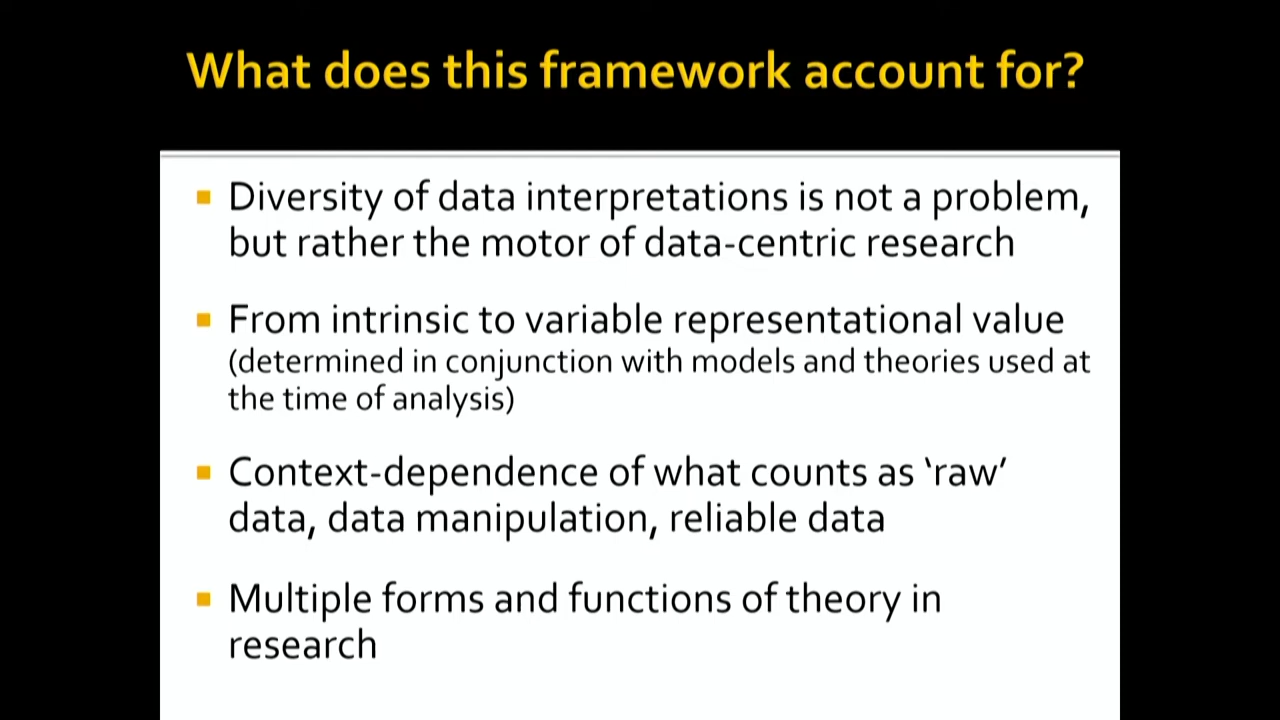 What does this framework account for?
Diversity of data interpretations is not a problem,
but rather the motor of data-centric research
From intrinsic to variable representational value
(determined in conjunction with models and theories used at
the time of analysis)
Context-dependence of what counts as ‘raw’
data, data manipulation, reliable data
Multiple forms and functions of theory in
research